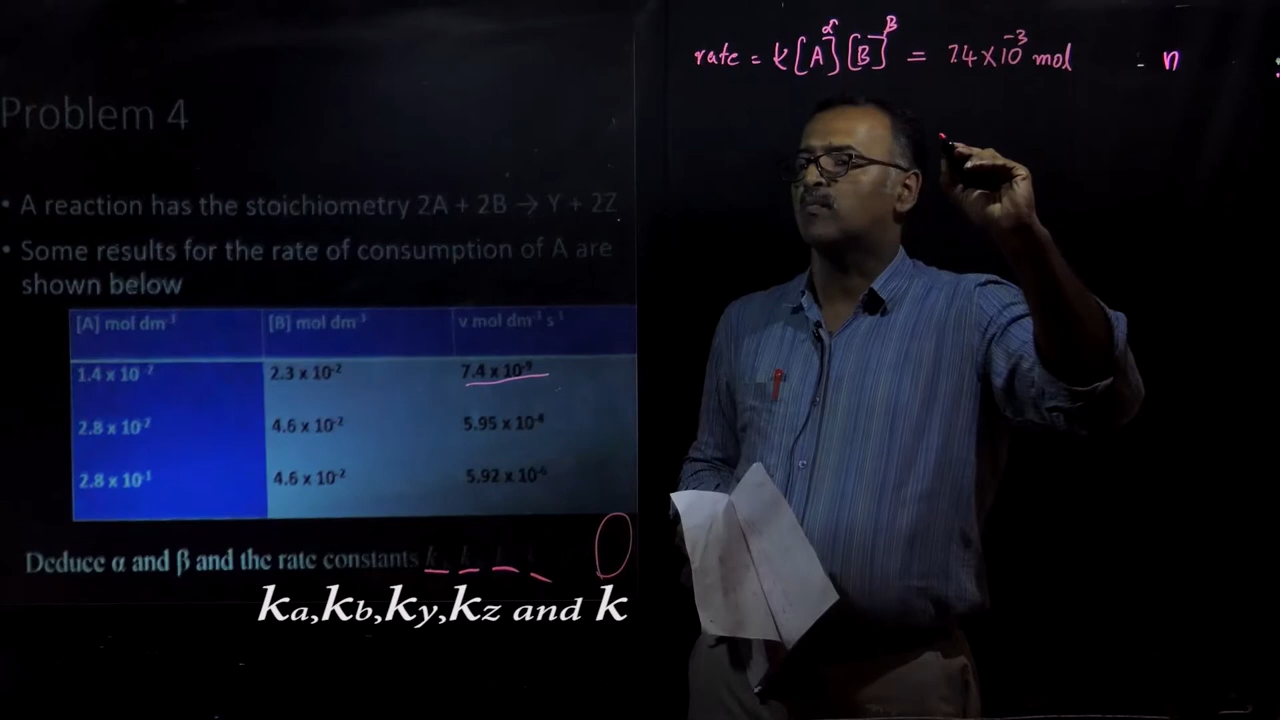 Problem 4
• A reaction has the stoichiometry 2A + 2B → Y + 2Z
• Some results for the rate of consumption of A are
shown below
[A] mol dm⁻³ [B] mol dm⁻³ v mol dm⁻³ s⁻¹
1.4 x 10⁻² 2.3 x 10⁻² 7.4 x 10⁻⁹
2.8 x 10⁻² 4.6 x 10⁻² 5.95 x 10⁻⁸
2.8 x 10⁻¹ 4.6 x 10⁻² 5.92 x 10⁻⁶
Deduce α and β and the rate constants
ka,kb,ky,kz and k
rate = k[A]^α [B]^β = 7.4 × 10⁻³ mol - n